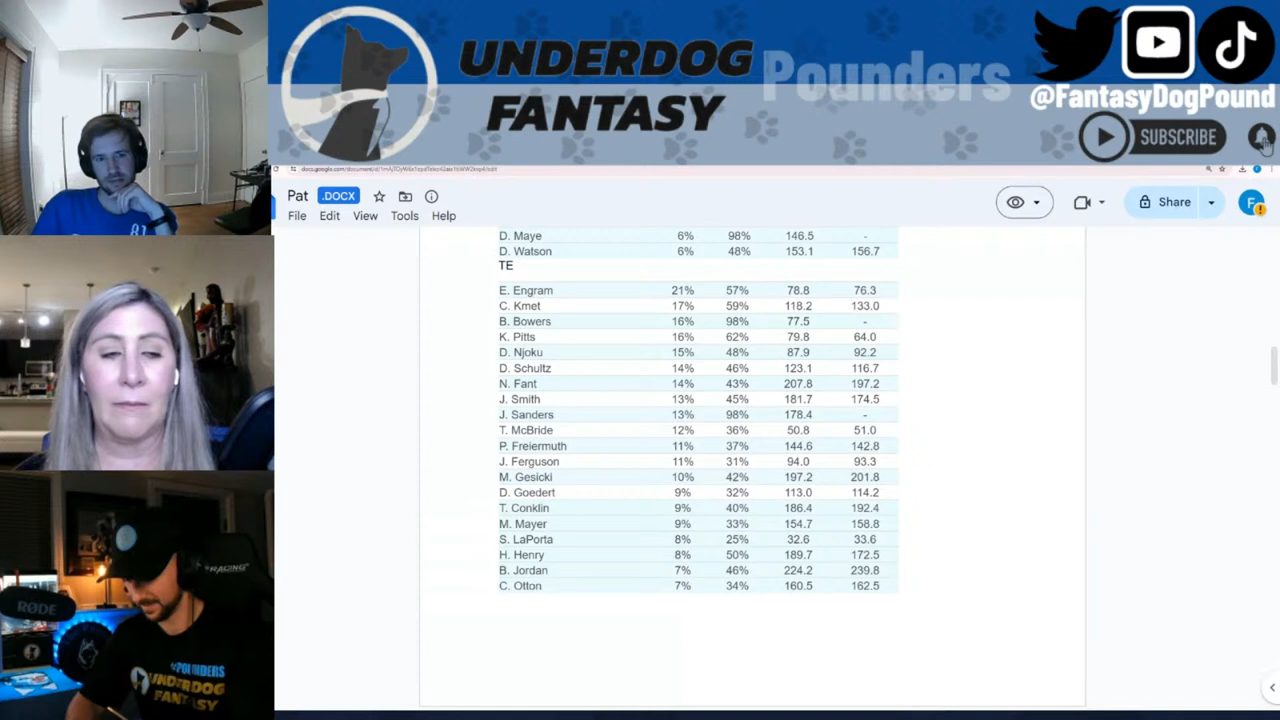 UNDERDOG
FANTASY
Pounders
@FantasyDogPound
SUBSCRIBE
Pat .DOCX
File Edit View Tools Help
Share
F
D. Maye 6% 98% 146.5 -
D. Watson 6% 48% 153.1 156.7
TE
E. Engram 21% 57% 78.8 76.3
C. Kmet 17% 59% 118.2 133.0
B. Bowers 16% 98% 77.5 -
K. Pitts 16% 62% 79.8 64.0
D. Njoku 15% 48% 87.9 92.2
D. Schultz 14% 46% 123.1 116.7
N. Fant 14% 43% 207.8 197.2
J. Smith 13% 45% 181.7 174.5
J. Sanders 13% 98% 178.4 -
T. McBride 12% 36% 50.8 51.0
P. Freiermuth 11% 37% 144.6 142.8
J. Ferguson 11% 31% 94.0 93.3
M. Gesicki 10% 42% 197.2 201.8
D. Goedert 9% 32% 113.0 114.2
T. Conklin 9% 40% 186.4 192.4
M. Mayer 9% 33% 154.7 158.8
S. LaPorta 8% 25% 32.6 33.6
H. Henry 8% 50% 189.7 172.5
B. Jordan 7% 46% 224.2 239.8
C. Otton 7% 34% 160.5 162.5
RACING
RØDE
POUNDERS
UNDERDOG
FANTASY